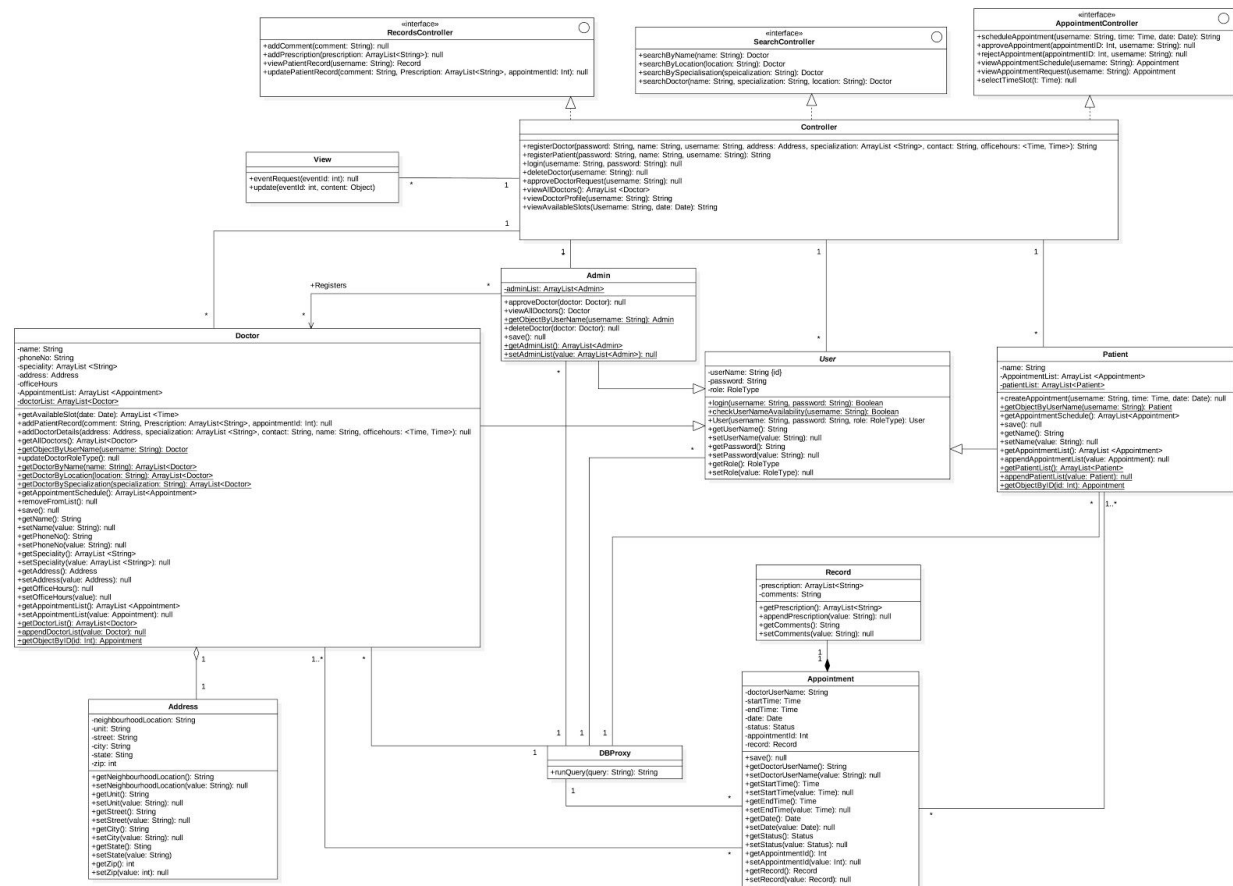 «interface»
RecordsController
+addComment(comment: String): null
+addPrescription(prescription: ArrayList<String>): null
+viewPatientRecord(username: String): Record
+updatePatientRecord(comment: String, Prescription: ArrayList<String>, appointmentId: Int): null
«interface»
SearchController
+searchByName(name: String): Doctor
+searchByLocation(location: String): Doctor
+searchBySpecialisation(speicalization: String): Doctor
+searchDoctor(name: String, specialization: String, location: String): Doctor
«interface»
AppointmentController
+scheduleAppointment(username: String, time: Time, date: Date): String
+approveAppointment(appointmentID: Int, username: String): null
+rejectAppointment(appointmentID: Int, username: String): null
+viewAppointmentSchedule(username: String): Appointment
+viewAppointmentRequest(username: String): Appointment
+selectTimeSlot(t: Time): null
Controller
+registerDoctor(password: String, name: String, username: String, address: Address, specialization: ArrayList <String>, contact: String, officehours: <Time, Time>): String
+registerPatient(password: String, name: String, username: String): String
+login(username: String, password: String): null
+deleteDoctor(username: String): null
+approveDoctorRequest(username: String): null
+viewAllDoctors(): ArrayList <Doctor>
+viewDoctorProfile(username: String): String
+viewAvailableSlots(Username: String, date: Date): String
View
+eventRequest(eventId: int): null
+update(eventId: int, content: Object)
*
1
1
1
1
1
+Registers
*
*
*
*
*
Admin
-adminList: ArrayList<Admin>
+approveDoctor(doctor: Doctor): null
+viewAllDoctors(): Doctor
+getObjectByUserName(username: String): Admin
+deleteDoctor(doctor: Doctor): null
+save(): null
+getAdminList(): ArrayList<Admin>
+setAdminList(value: ArrayList<Admin>): null
Doctor
-name: String
-phoneNo: String
-speciality: ArrayList <String>
-address: Address
-officeHours
-AppointmentList: ArrayList <Appointment>
-doctorList: ArrayList<Doctor>
+getAvailableSlot(date: Date): ArrayList <Time>
+addPatientRecord(comment: String, Prescription: ArrayList<String>, appointmentId: Int): null
+addDoctorDetails(address: Address, specialization: ArrayList <String>, contact: String, name: String, officehours: <Time, Time>): null
+getAllDoctors(): ArrayList<Doctor>
+getObjectByUserName(username: String): Doctor
+updateDoctorRoleType(): null
+getDoctorByName(name: String): ArrayList<Doctor>
+getDoctorByLocation(location: String): ArrayList<Doctor>
+getDoctorBySpecialization(specialization: String): ArrayList<Doctor>
+getAppointmentSchedule(): ArrayList<Appointment>
+removeFromList(): null
+save(): null
+getName(): String
+setName(value: String): null
+getPhoneNo(): String
+setPhoneNo(value: String): null
+getSpeciality(): ArrayList <String>
+setSpeciality(value: ArrayList <String>): null
+getAddress(): Address
+setAddress(value: Address): null
+getOfficeHours(): null
+setOfficeHours(value): null
+getAppointmentList(): ArrayList <Appointment>
+setAppointmentList(value: Appointment): null
+getDoctorList(): ArrayList<Doctor>
+appendDoctorList(value: Doctor): null
+getObjectByID(id: Int): Appointment
User
-userName: String {id}
-password: String
-role: RoleType
+login(username: String, password: String): Boolean
+checkUserNameAvailability(username: String): Boolean
+User(username: String, password: String, role: RoleType): User
+getUserName(): String
+setUserName(value: String): null
+getPassword(): String
+setPassword(value: String): null
+getRole(): RoleType
+setRole(value: RoleType): null
Patient
-name: String
-AppointmentList: ArrayList <Appointment>
-patientList: ArrayList<Patient>
+createAppointment(username: String, time: Time, date: Date): null
+getObjectByUserName(username: String): Patient
+getAppointmentSchedule(): ArrayList<Appointment>
+save(): null
+getName(): String
+setName(value: String): null
+getAppointmentList(): ArrayList <Appointment>
+appendAppointmentList(value: Appointment): null
+getPatientList(): ArrayList<Patient>
+appendPatientList(value: Patient): null
+getObjectByID(id: Int): Appointment
*
*
*
1..*
Record
-prescription: ArrayList<String>
-comments: String
+getPrescription(): ArrayList<String>
+appendPrescription(value: String): null
+getComments(): String
+setComments(value: String): null
1
1
1
1
1..*
*
Address
-neighbourhoodLocation: String
-unit: String
-street: String
-city: String
-state: Sting
-zip: int
+getNeighbourhoodLocation(): String
+setNeighbourhoodLocation(value: String): null
+getUnit(): String
+setUnit(value: String): null
+getStreet(): String
+setStreet(value: String): null
+getCity(): String
+setCity(value: String): null
+getState(): String
+setState(value: String)
+getZip(): int
+setZip(value: int): null
1
1
1
1
DBProxy
+runQuery(query: String): String
1
*
*
*
Appointment
-doctorUserName: String
-startTime: Time
-endTime: Time
-date: Date
-status: Status
-appointmentId: Int
-record: Record
+save(): null
+getDoctorUserName(): String
+setDoctorUserName(value: String): null
+getStartTime(): Time
+setStartTime(value: Time): null
+getEndTime(): Time
+setEndTime(value: Time): null
+getDate(): Date
+setDate(value: Date): null
+getStatus(): Status
+setStatus(value: Status): null
+getAppointmentId(): Int
+setAppointmentId(value: Int): null
+getRecord(): Record
+setRecord(value: Record): null